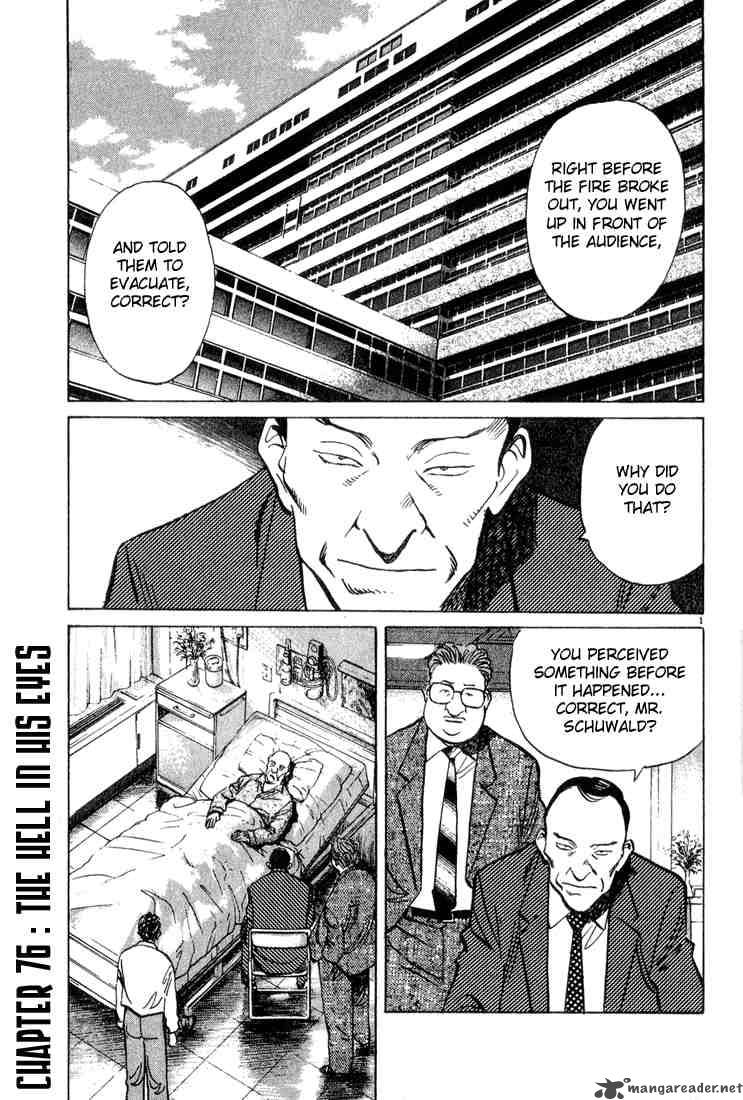 RIGHT BEFORE
THE FIRE BROKE
OUT, YOU WENT
UP IN FRONT OF
THE AUDIENCE,
AND TOLD
THEM TO
EVACUATE,
CORRECT?
WHY DID
YOU DO
THAT?
1
YOU PERCEIVED
SOMETHING BEFORE
IT HAPPENED...
CORRECT, MR.
SCHUWALD?
CHAPTER 76 : THE HELL IN HIS EYES
mangareader.net